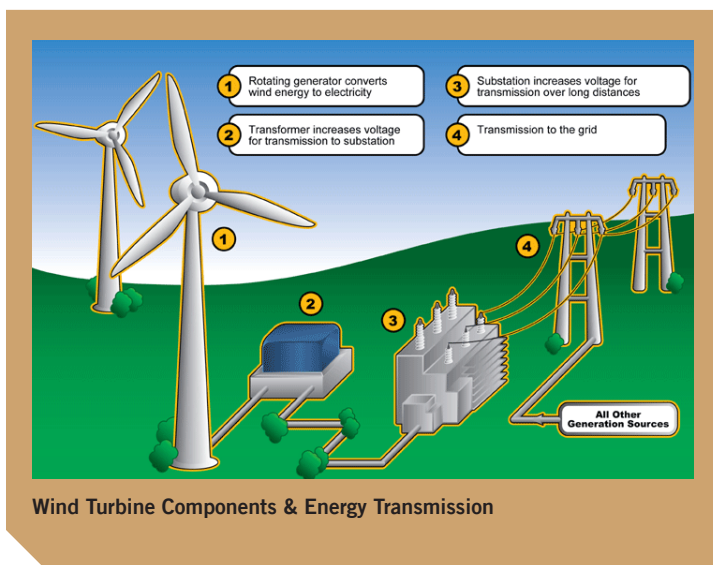 1 Rotating generator converts
wind energy to electricity
2 Transformer increases voltage
for transmission to substation
3 Substation increases voltage for
transmission over long distances
4 Transmission to the grid
1
2
3
4
All Other
Generation Sources
Wind Turbine Components & Energy Transmission